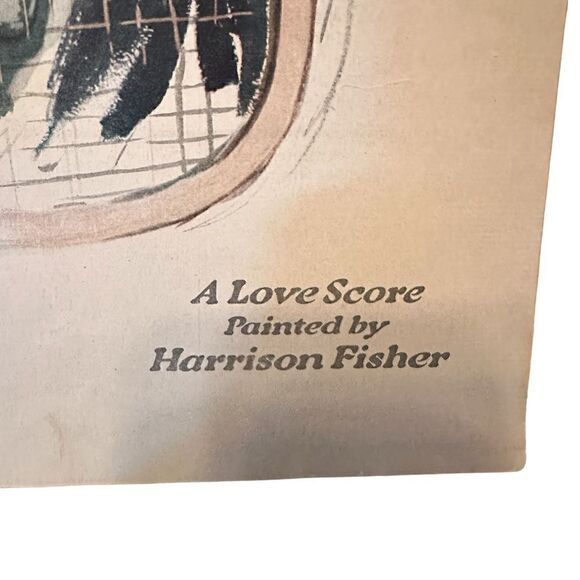 A Love Score
Painted by
Harrison Fisher